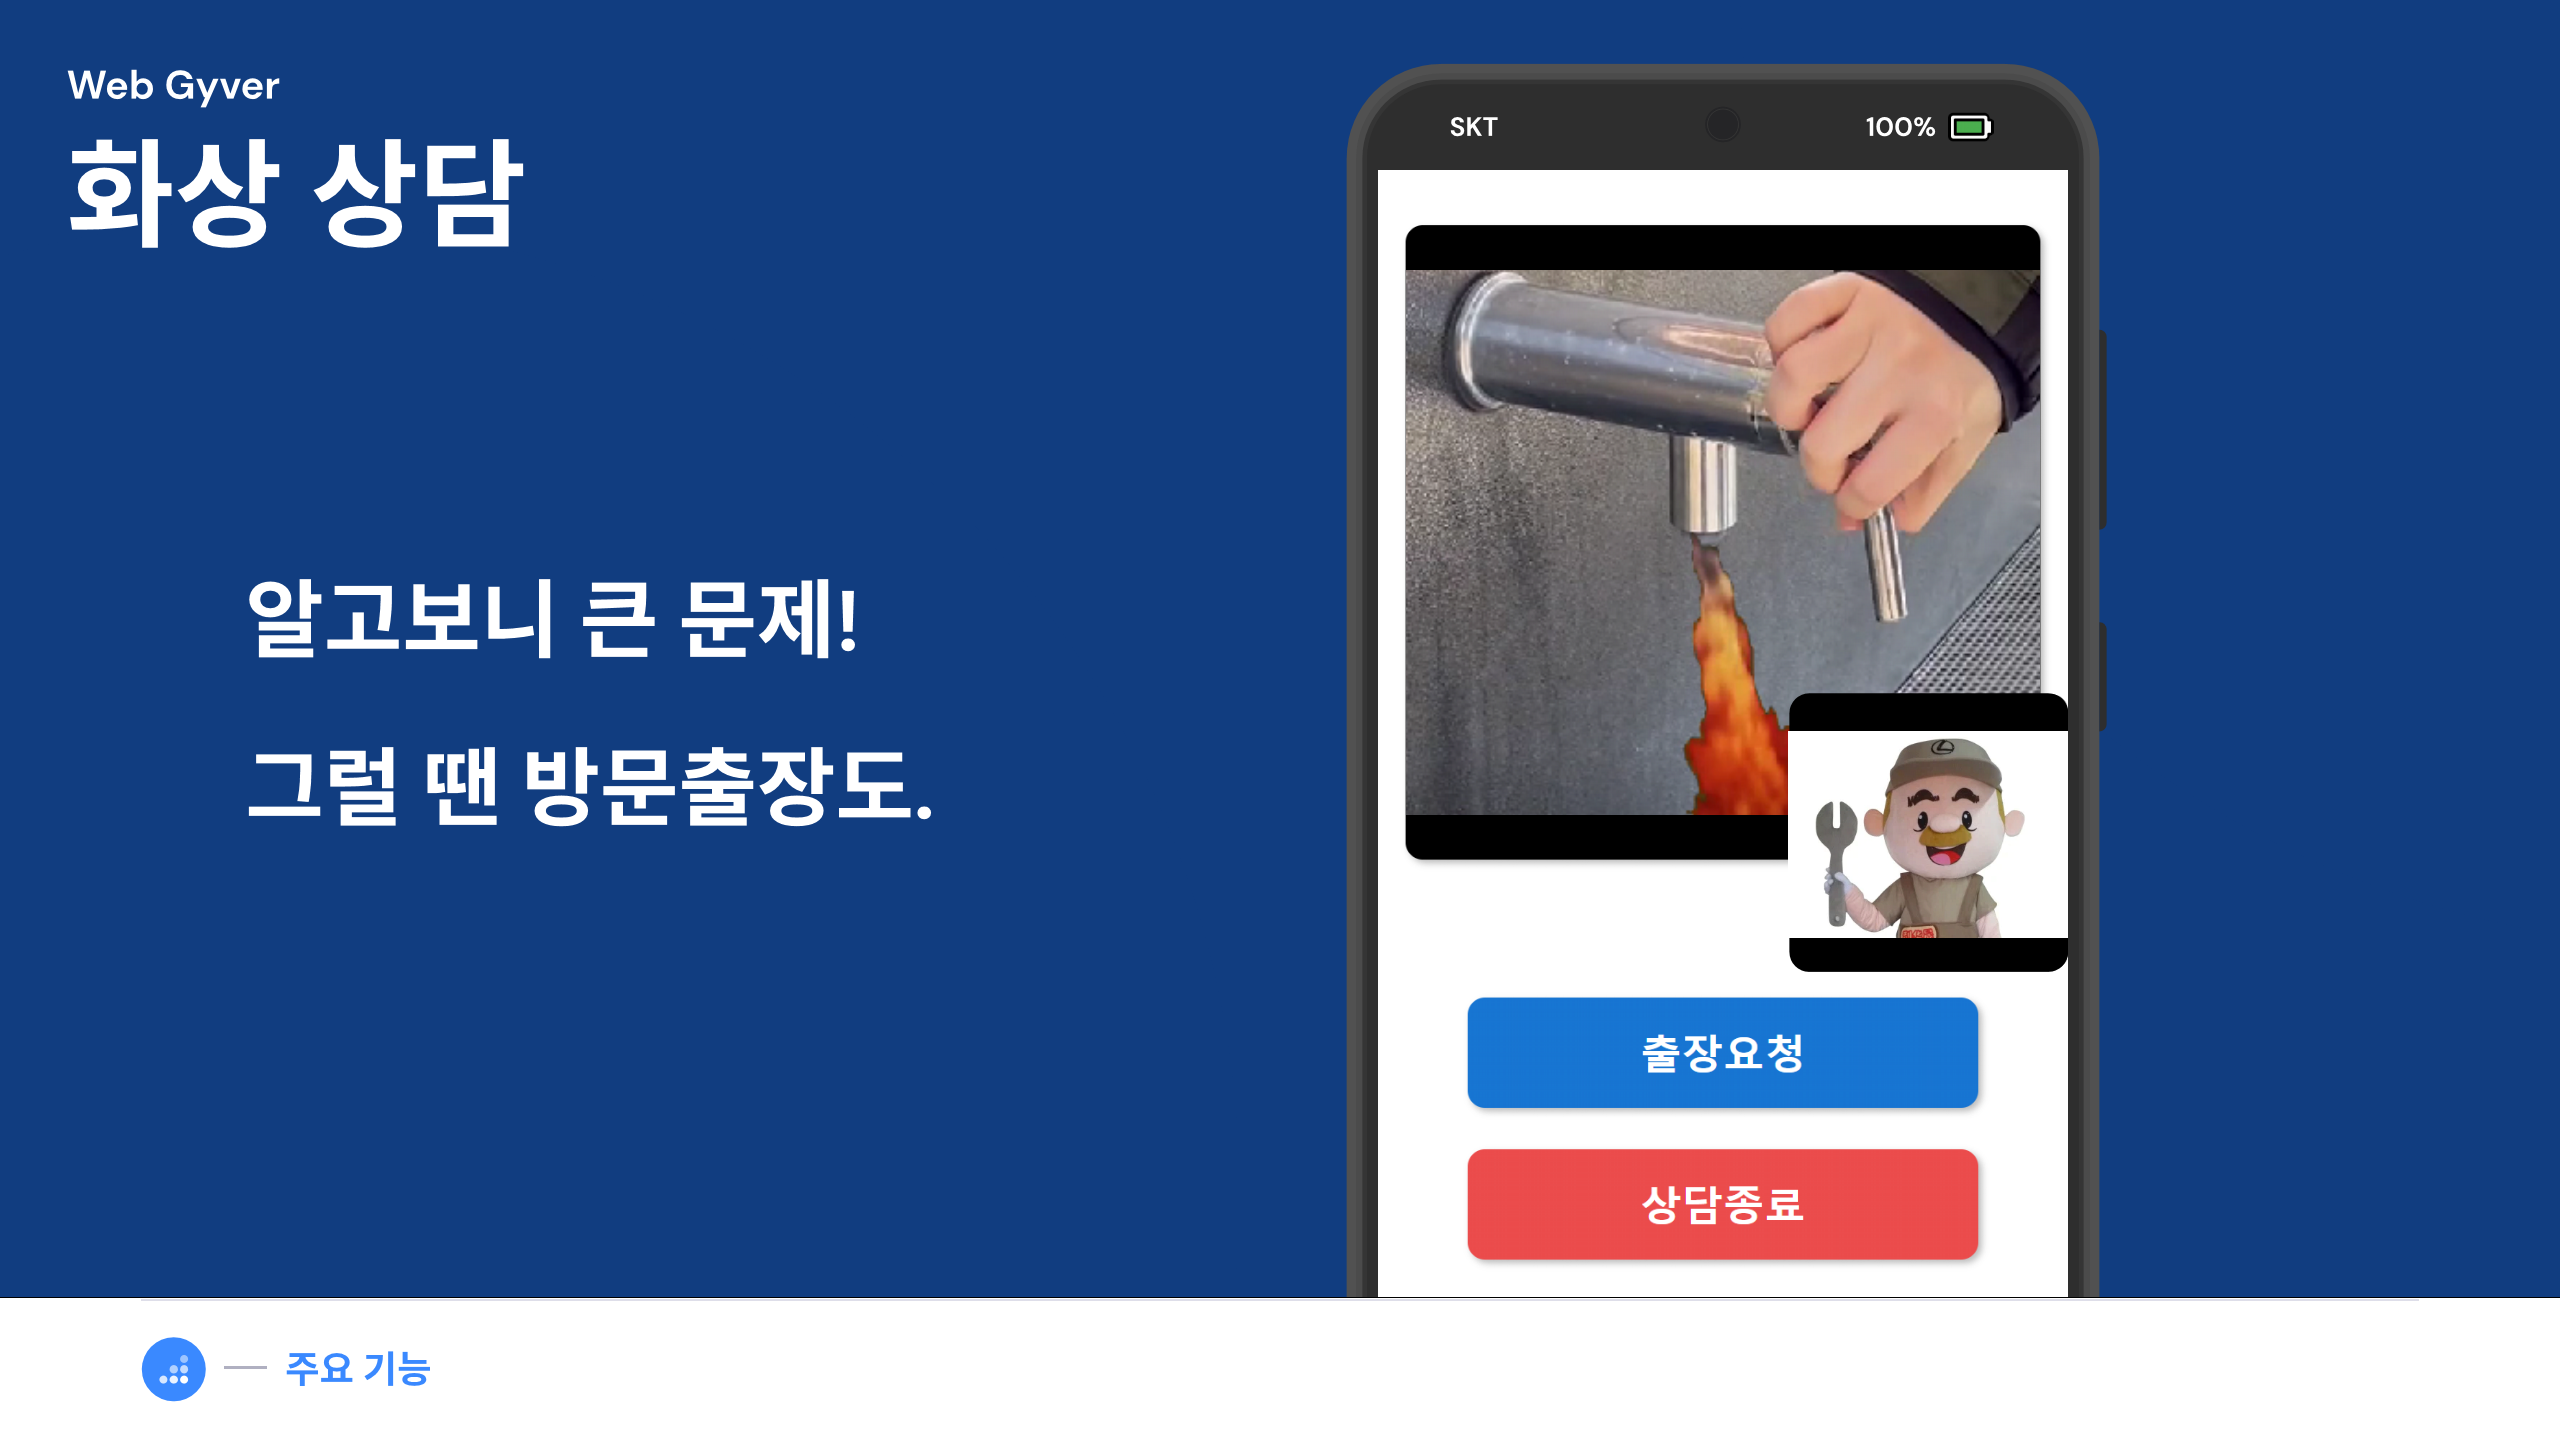 Web Gyver
화상 상담
알고보니 큰 문제!
그럴 땐 방문출장도.
SKT
100%
출장요청
상담종료
주요 기능